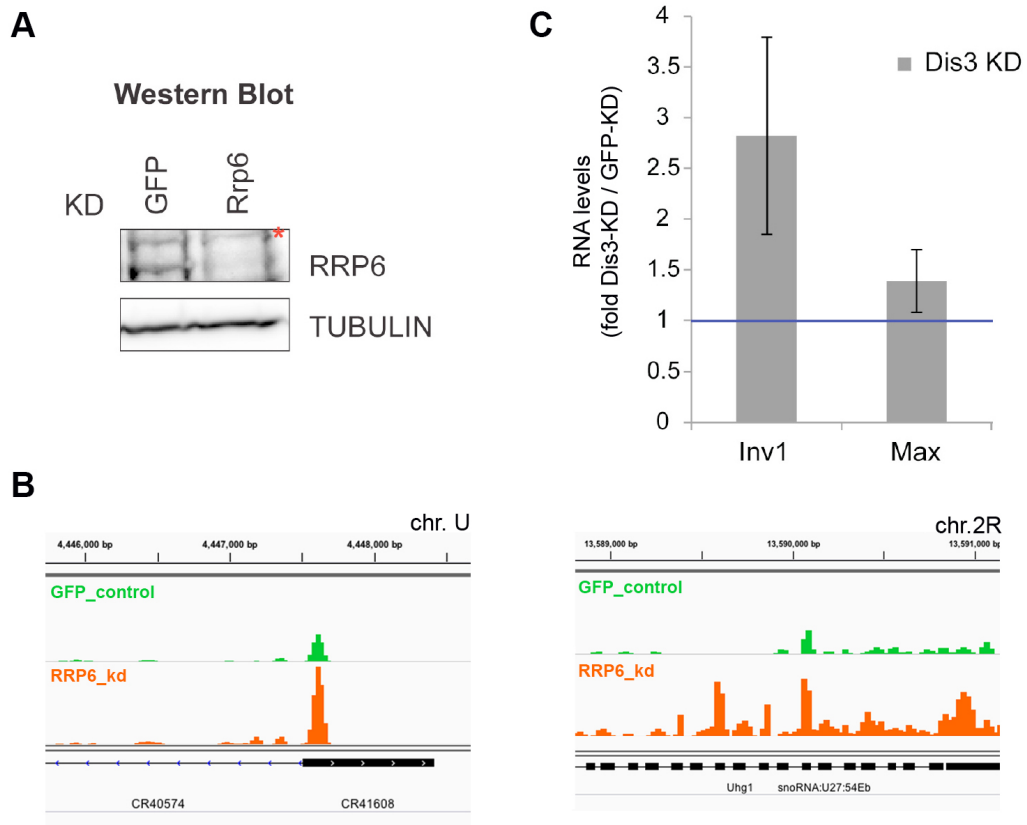 A
Western Blot
KD
GFP
Rrp6
*
RRP6
TUBULIN
C
RNA levels
(fold Dis3-KD / GFP-KD)
4
3.5
3
2.5
2
1.5
1
0.5
0
Dis3 KD
Inv1
Max
B
chr. U
4,446,000 bp
4,447,000 bp
4,448,000 bp
GFP_control
RRP6_kd
CR40574
CR41608
chr.2R
13,589,000 bp
13,590,000 bp
13,591,000 bp
GFP_control
RRP6_kd
Uhg1
snoRNA:U27:54Eb